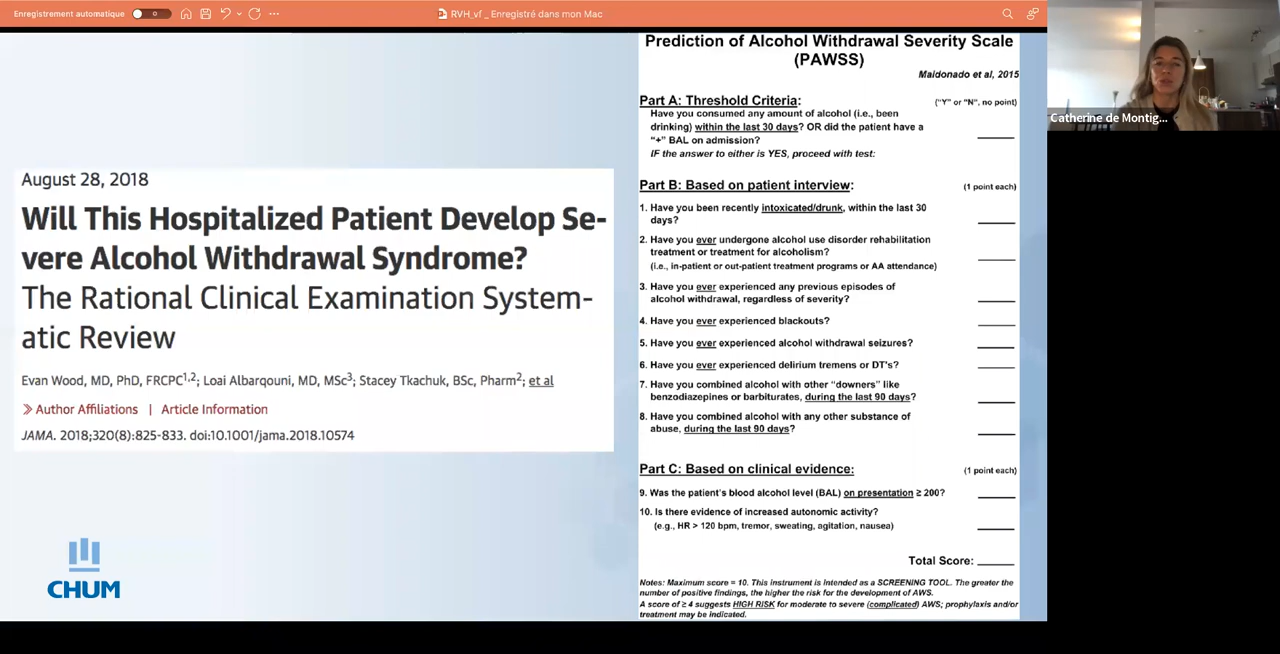 Enregistrement automatique
RVH_vf _ Enregistré dans mon Mac
Catherine de Montig...
August 28, 2018
Will This Hospitalized Patient Develop Se-
vere Alcohol Withdrawal Syndrome?
The Rational Clinical Examination System-
atic Review
Evan Wood, MD, PhD, FRCPC1,2; Loai Albarqouni, MD, MSc3; Stacey Tkachuk, BSc, Pharm2; et al
» Author Affiliations | Article Information
JAMA. 2018;320(8):825-833. doi:10.1001/jama.2018.10574
CHUM
Prediction of Alcohol Withdrawal Severity Scale
(PAWSS)
Maldonado et al, 2015
Part A: Threshold Criteria: ("Y" or "N", no point)
Have you consumed any amount of alcohol (i.e., been
drinking) within the last 30 days? OR did the patient have a
"+" BAL on admission? ____
IF the answer to either is YES, proceed with test:
Part B: Based on patient interview: (1 point each)
1. Have you been recently intoxicated/drunk, within the last 30
days? ____
2. Have you ever undergone alcohol use disorder rehabilitation
treatment or treatment for alcoholism? ____
(i.e., in-patient or out-patient treatment programs or AA attendance)
3. Have you ever experienced any previous episodes of
alcohol withdrawal, regardless of severity? ____
4. Have you ever experienced blackouts? ____
5. Have you ever experienced alcohol withdrawal seizures? ____
6. Have you ever experienced delirium tremens or DT's? ____
7. Have you combined alcohol with other "downers" like
benzodiazepines or barbiturates, during the last 90 days? ____
8. Have you combined alcohol with any other substance of
abuse, during the last 90 days? ____
Part C: Based on clinical evidence: (1 point each)
9. Was the patient's blood alcohol level (BAL) on presentation ≥ 200? ____
10. Is there evidence of increased autonomic activity?
(e.g., HR > 120 bpm, tremor, sweating, agitation, nausea) ____
Total Score: ____
Notes: Maximum score = 10. This instrument is intended as a SCREENING TOOL. The greater the
number of positive findings, the higher the risk for the development of AWS.
A score of ≥ 4 suggests HIGH RISK for moderate to severe (complicated) AWS; prophylaxis and/or
treatment may be indicated.